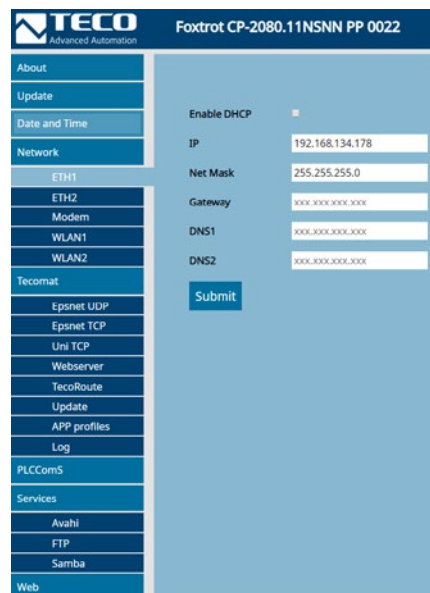 TECO
Advanced Automation
Foxtrot CP-2080.11NSNN PP 0022
About
Update
Date and Time
Network
ETH1
ETH2
Modem
WLAN1
WLAN2
Tecomat
Epsnet UDP
Epsnet TCP
Uni TCP
Webserver
TecoRoute
Update
APP profiles
Log
PLCComS
Services
Avahi
FTP
Samba
Web
Enable DHCP
IP 192.168.134.178
Net Mask 255.255.255.0
Gateway xxx.xxx.xxx.xxx
DNS1 xxx.xxx.xxx.xxx
DNS2 xxx.xxx.xxx.xxx
Submit